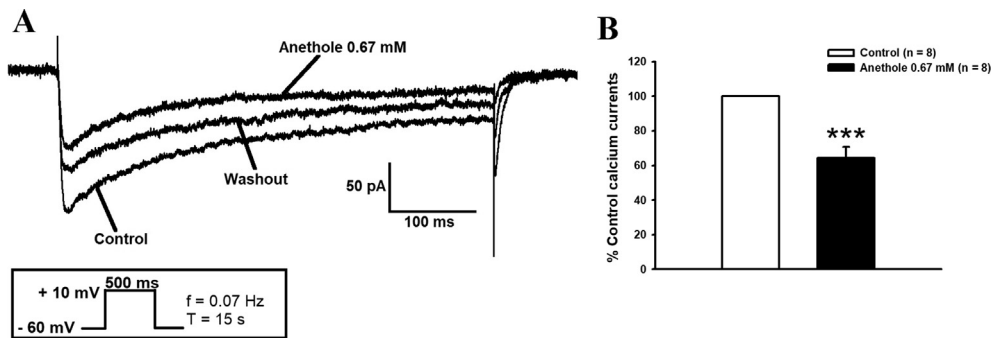 A
Anethole 0.67 mM
Washout
Control
50 pA
100 ms
500 ms
+ 10 mV
- 60 mV
f = 0.07 Hz
T = 15 s
B
Control (n = 8)
Anethole 0.67 mM (n = 8)
% Control calcium currents
120
100
80
60
40
20
0
***